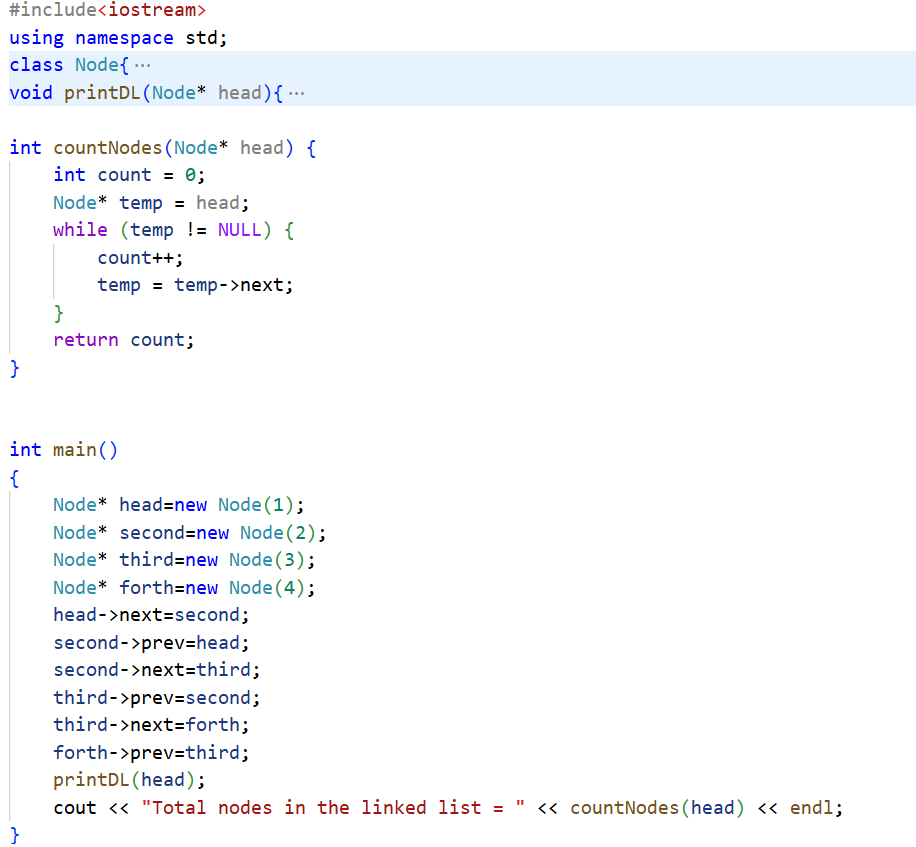 #include<iostream>
using namespace std;
class Node{ ···
void printDL(Node* head){ ···
int countNodes(Node* head) {
    int count = 0;
    Node* temp = head;
    while (temp != NULL) {
        count++;
        temp = temp->next;
    }
    return count;
}
int main()
{
    Node* head=new Node(1);
    Node* second=new Node(2);
    Node* third=new Node(3);
    Node* forth=new Node(4);
    head->next=second;
    second->prev=head;
    second->next=third;
    third->prev=second;
    third->next=forth;
    forth->prev=third;
    printDL(head);
    cout << "Total nodes in the linked list = " << countNodes(head) << endl;
}